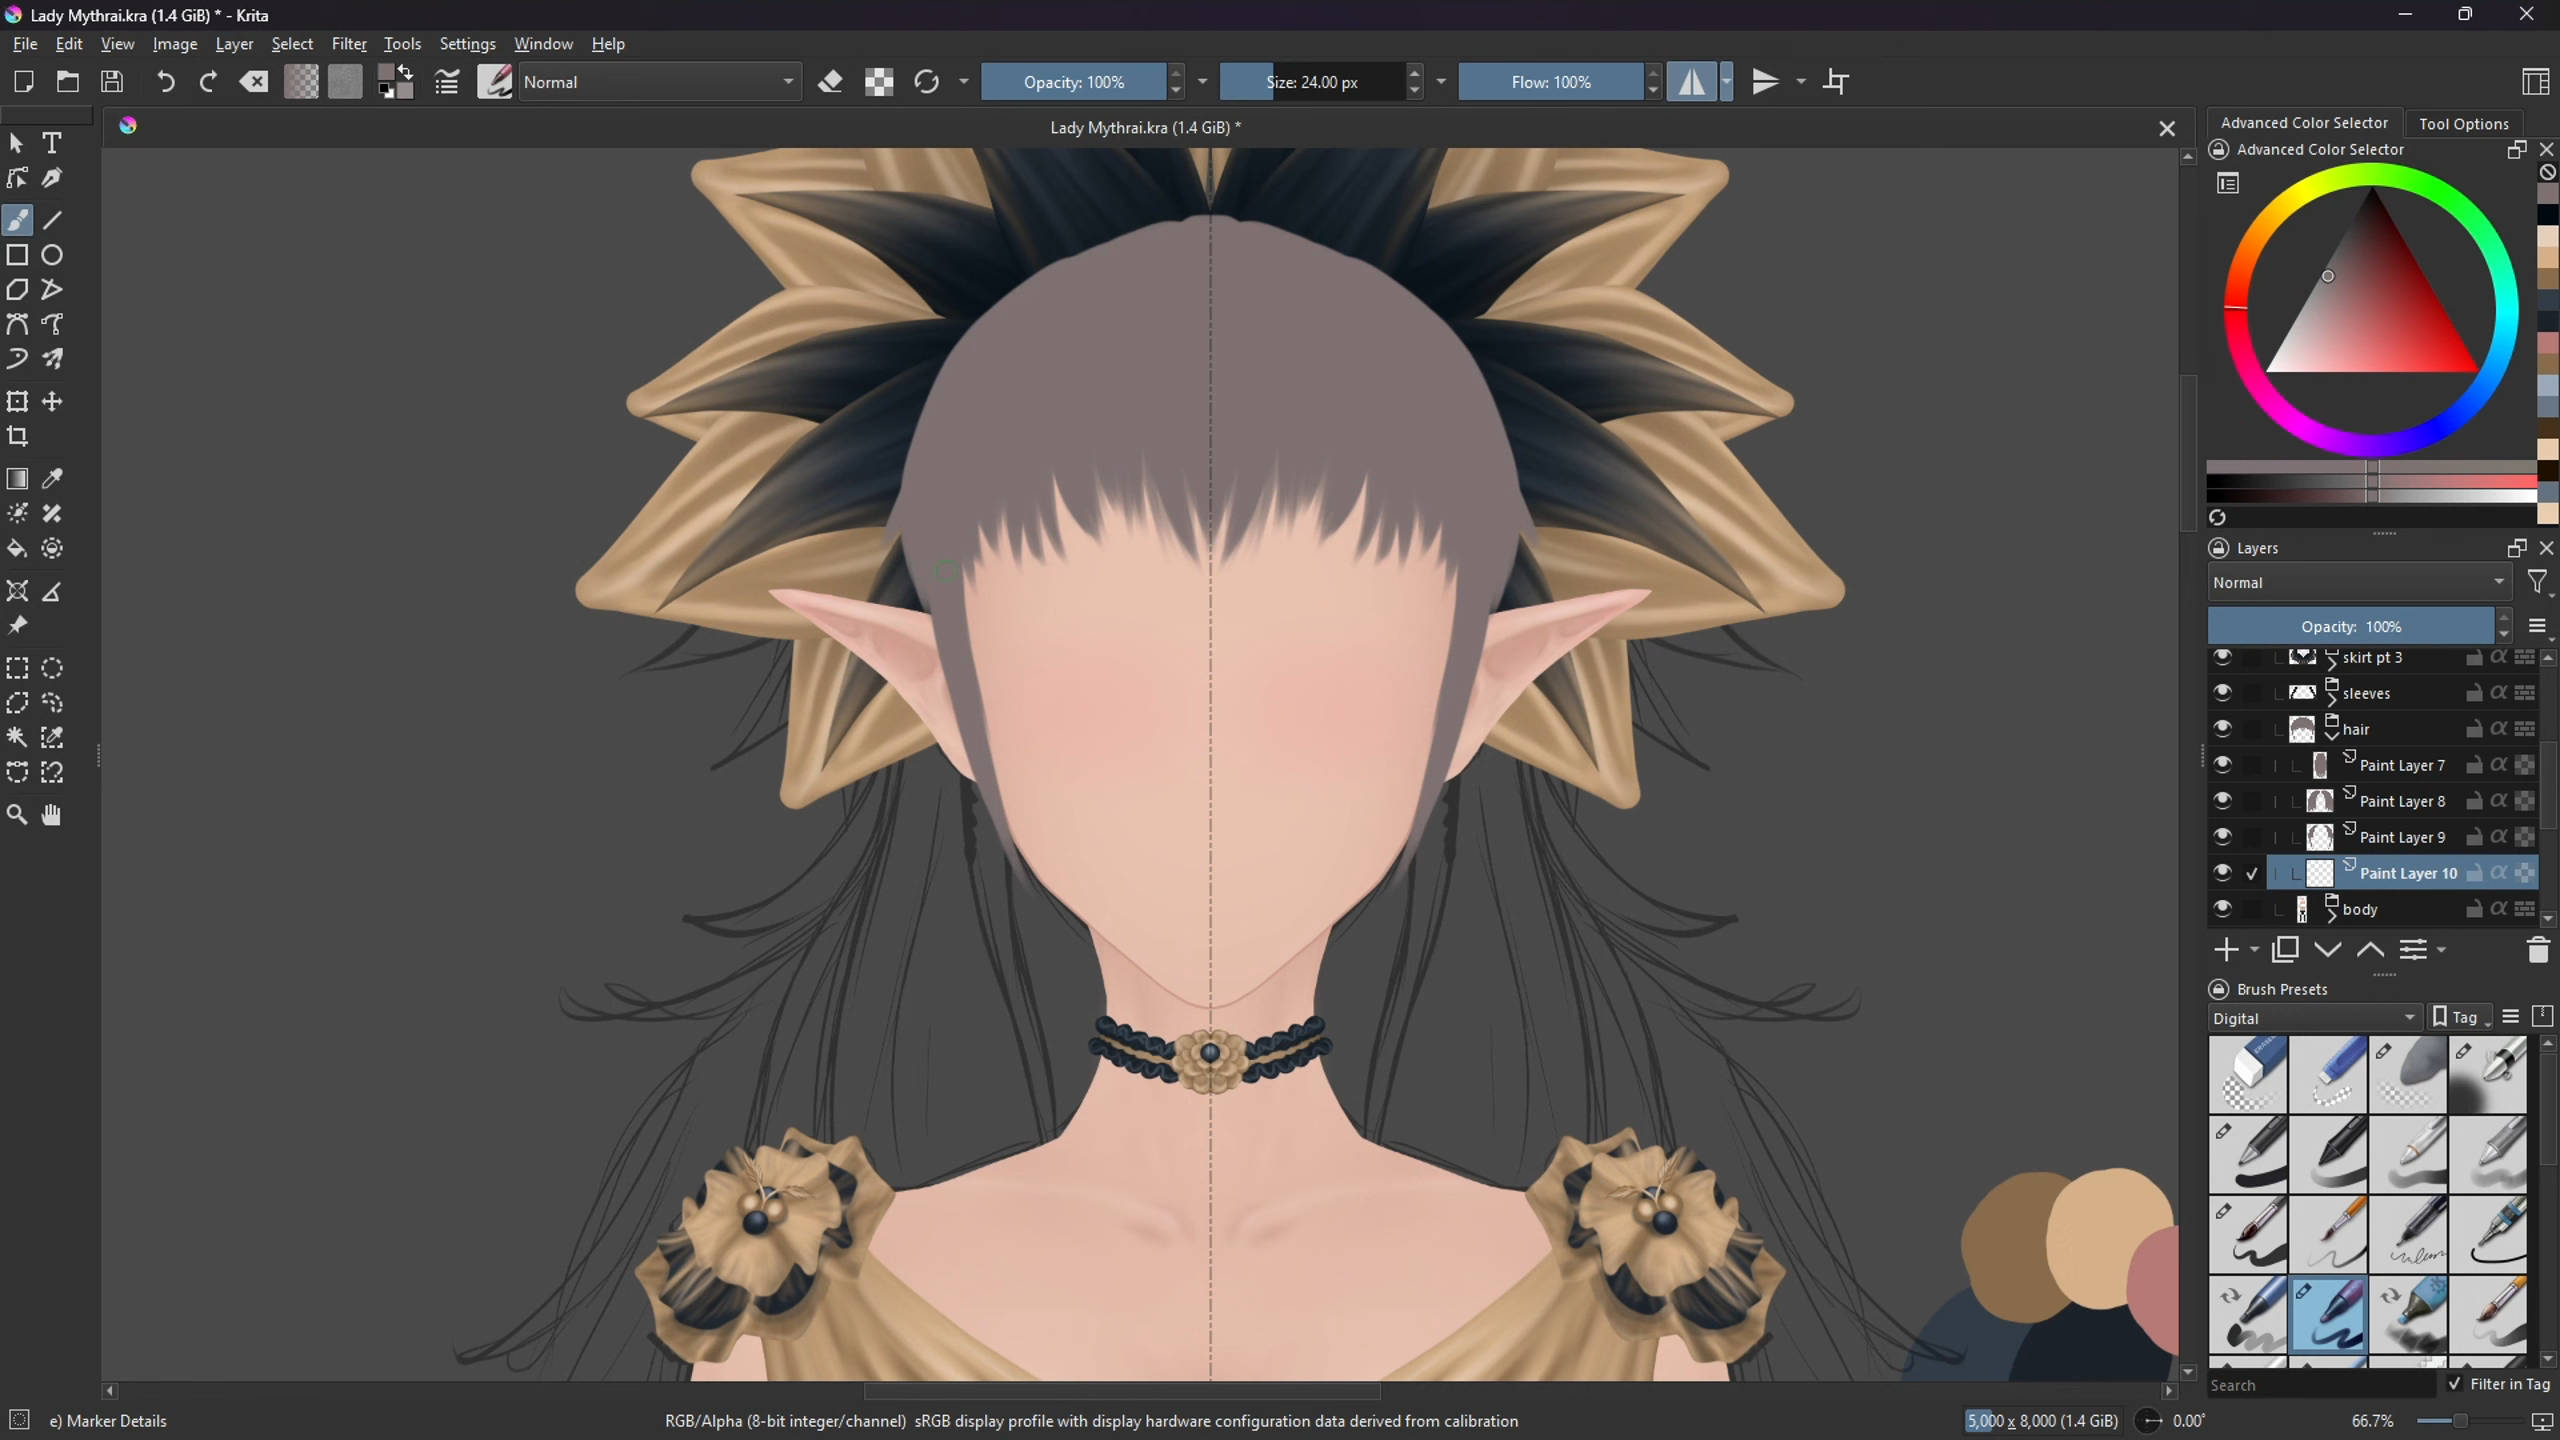 Lady Mythrai.kra (1.4 GiB) * - Krita
File Edit View Image Layer Select Filter Tools Settings Window Help
Normal
Opacity: 100%
Size: 24.00 px
Flow: 100%
Lady Mythrai.kra (1.4 GiB) *
Advanced Color Selector
Tool Options
Advanced Color Selector
Layers
Normal
Opacity: 100%
skirt pt 3
sleeves
hair
Paint Layer 7
Paint Layer 8
Paint Layer 9
Paint Layer 10
body
Brush Presets
Digital
Tag
Search
Filter in Tag
e) Marker Details
RGB/Alpha (8-bit integer/channel) sRGB display profile with display hardware configuration data derived from calibration
5,000 x 8,000 (1.4 GiB)
0.00°
66.7%